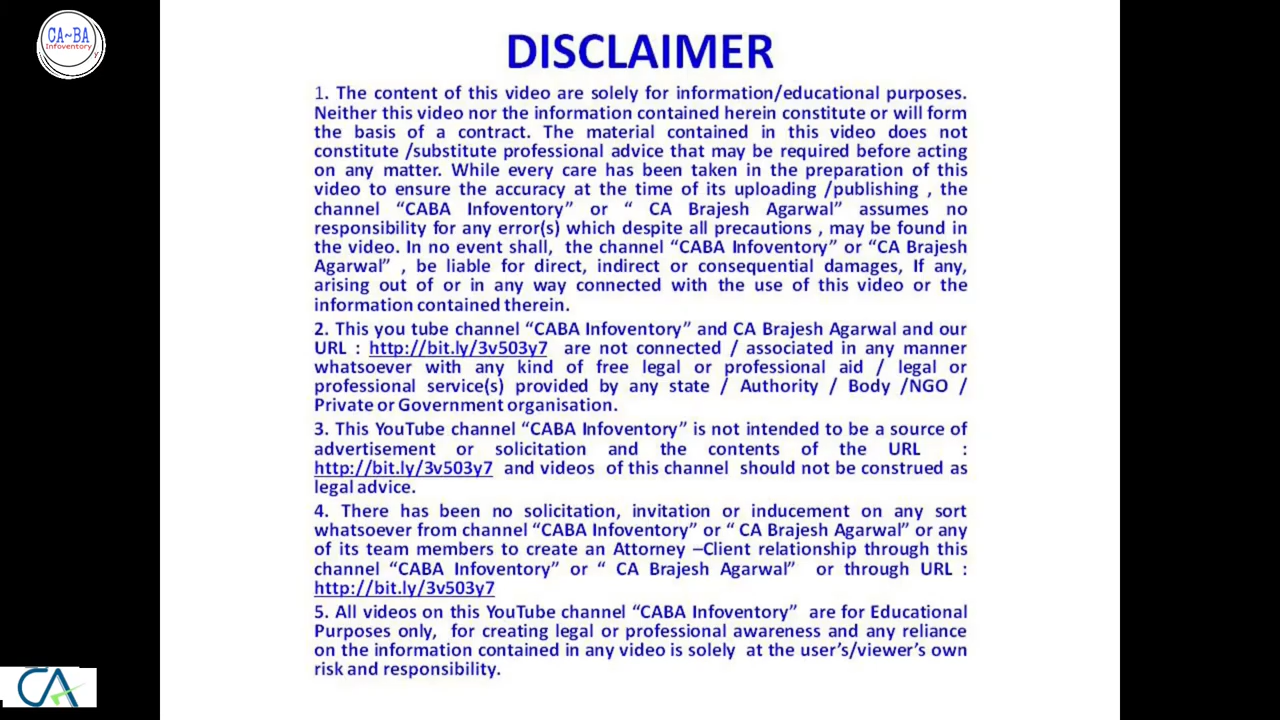 CA~BA
Infoventory
DISCLAIMER
1. The content of this video are solely for information/educational purposes.
Neither this video nor the information contained herein constitute or will form
the basis of a contract. The material contained in this video does not
constitute /substitute professional advice that may be required before acting
on any matter. While every care has been taken in the preparation of this
video to ensure the accuracy at the time of its uploading /publishing , the
channel “CABA Infoventory” or “ CA Brajesh Agarwal” assumes no
responsibility for any error(s) which despite all precautions , may be found in
the video. In no event shall, the channel “CABA Infoventory” or “CA Brajesh
Agarwal” , be liable for direct, indirect or consequential damages, If any,
arising out of or in any way connected with the use of this video or the
information contained therein.
2. This you tube channel “CABA Infoventory” and CA Brajesh Agarwal and our
URL : http://bit.ly/3v503y7 are not connected / associated in any manner
whatsoever with any kind of free legal or professional aid / legal or
professional service(s) provided by any state / Authority / Body /NGO /
Private or Government organisation.
3. This YouTube channel “CABA Infoventory” is not intended to be a source of
advertisement or solicitation and the contents of the URL :
http://bit.ly/3v503y7 and videos of this channel should not be construed as
legal advice.
4. There has been no solicitation, invitation or inducement on any sort
whatsoever from channel “CABA Infoventory” or “ CA Brajesh Agarwal” or any
of its team members to create an Attorney –Client relationship through this
channel “CABA Infoventory” or “ CA Brajesh Agarwal” or through URL :
http://bit.ly/3v503y7
5. All videos on this YouTube channel “CABA Infoventory” are for Educational
Purposes only, for creating legal or professional awareness and any reliance
on the information contained in any video is solely at the user’s/viewer’s own
risk and responsibility.
CA